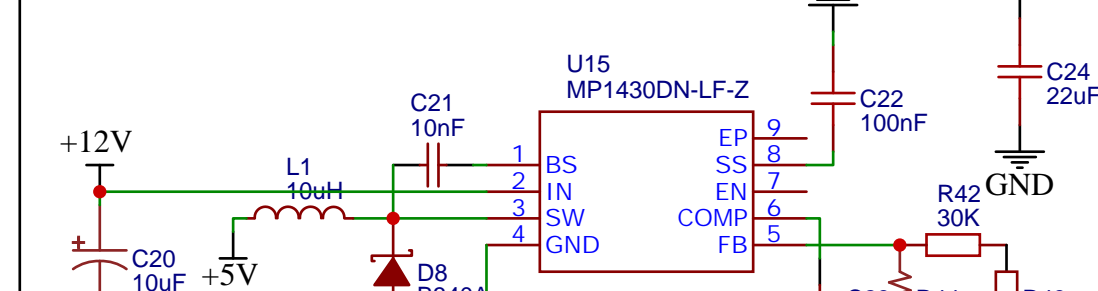 U15
MP1430DN-LF-Z
C24
22uF
C21
10nF
C22
100nF
+12V
L1
10uH
1 BS
2 IN
3 SW
4 GND
EP 9
SS 8
EN 7
COMP 6
FB 5
GND
R42
30K
C20
10uF
+
+5V
D8